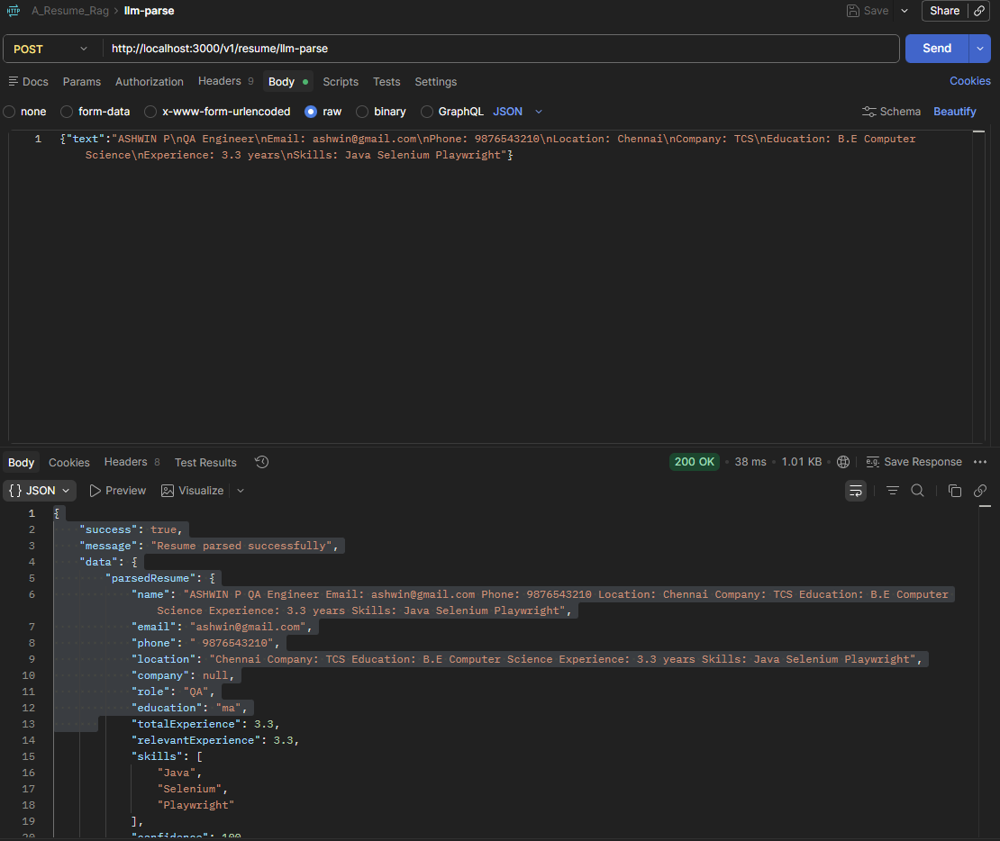 HTTP A_Resume_Rag > llm-parse Save Share
POST http://localhost:3000/v1/resume/llm-parse Send
Docs Params Authorization Headers 9 Body Scripts Tests Settings Cookies
none form-data x-www-form-urlencoded raw binary GraphQL JSON Schema Beautify
1 {"text":"ASHWIN P\nQA Engineer\nEmail: ashwin@gmail.com\nPhone: 9876543210\nLocation: Chennai\nCompany: TCS\nEducation: B.E Computer
Science\nExperience: 3.3 years\nSkills: Java Selenium Playwright"}
Body Cookies Headers 8 Test Results 200 OK • 38 ms • 1.01 KB • e.g. Save Response
{} JSON Preview Visualize
1 {
2 "success": true,
3 "message": "Resume parsed successfully",
4 "data": {
5 "parsedResume": {
6 "name": "ASHWIN P QA Engineer Email: ashwin@gmail.com Phone: 9876543210 Location: Chennai Company: TCS Education: B.E Computer
Science Experience: 3.3 years Skills: Java Selenium Playwright",
7 "email": "ashwin@gmail.com",
8 "phone": " 9876543210",
9 "location": "Chennai Company: TCS Education: B.E Computer Science Experience: 3.3 years Skills: Java Selenium Playwright",
10 "company": null,
11 "role": "QA",
12 "education": "ma",
13 "totalExperience": 3.3,
14 "relevantExperience": 3.3,
15 "skills": [
16 "Java",
17 "Selenium",
18 "Playwright"
19 ],
20 "confidence": 100